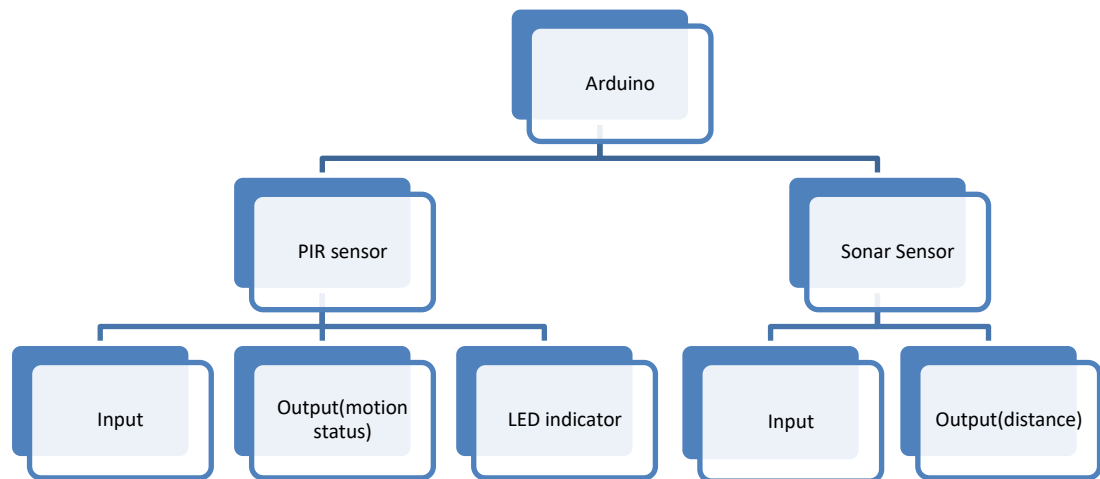 Arduino
PIR sensor
Sonar Sensor
Input
Output(motion
status)
LED indicator
Input
Output(distance)